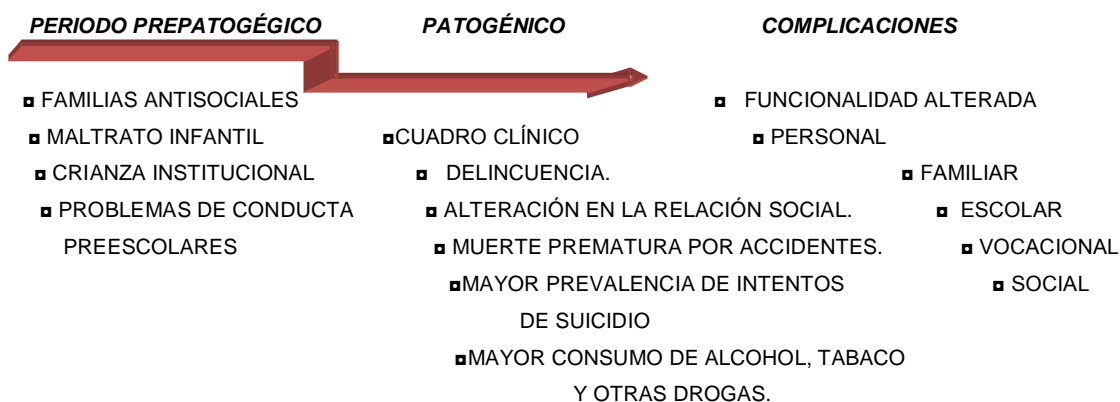 PERIODO PREPATOGÉGICO
PATOGÉNICO
COMPLICACIONES
◘ FAMILIAS ANTISOCIALES
◘ MALTRATO INFANTIL
◘ CRIANZA INSTITUCIONAL
◘ PROBLEMAS DE CONDUCTA
PREESCOLARES
◘CUADRO CLÍNICO
◘ DELINCUENCIA.
◘ ALTERACIÓN EN LA RELACIÓN SOCIAL.
◘ MUERTE PREMATURA POR ACCIDENTES.
◘MAYOR PREVALENCIA DE INTENTOS
DE SUICIDIO
◘MAYOR CONSUMO DE ALCOHOL, TABACO
Y OTRAS DROGAS.
◘ FUNCIONALIDAD ALTERADA
◘ PERSONAL
◘ FAMILIAR
◘ ESCOLAR
◘ VOCACIONAL
◘ SOCIAL